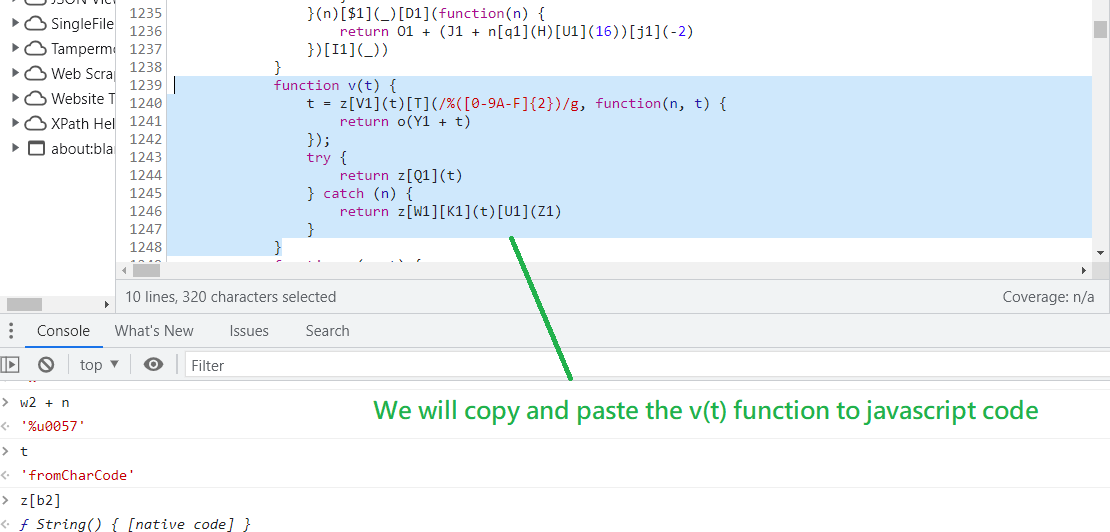 SingleFile
Tamperm
Web Scrap
Website T
XPath Hel
about:bla
1235 }(n)[$1](_)[D1](function(n) {
1236 return O1 + (J1 + n[q1](H)[U1](16))[j1](-2)
1237 })[I1](_))
1238 }
1239 function v(t) {
1240 t = z[V1](t)[T](/%([0-9A-F]{2})/g, function(n, t) {
1241 return o(Y1 + t)
1242 });
1243 try {
1244 return z[Q1](t)
1245 } catch (n) {
1246 return z[W1][K1](t)[U1](Z1)
1247 }
1248 }
10 lines, 320 characters selected Coverage: n/a
Console What's New Issues Search
top Filter
w2 + n
'%u0057'
t
'fromCharCode'
z[b2]
ƒ String() { [native code] }
We will copy and paste the v(t) function to javascript code